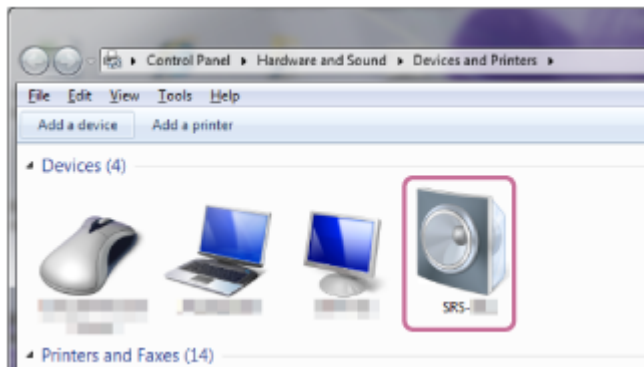 Control Panel ▸ Hardware and Sound ▸ Devices and Printers ▸
File Edit View Tools Help
Add a device Add a printer
Devices (4)
SRS-
Printers and Faxes (14)